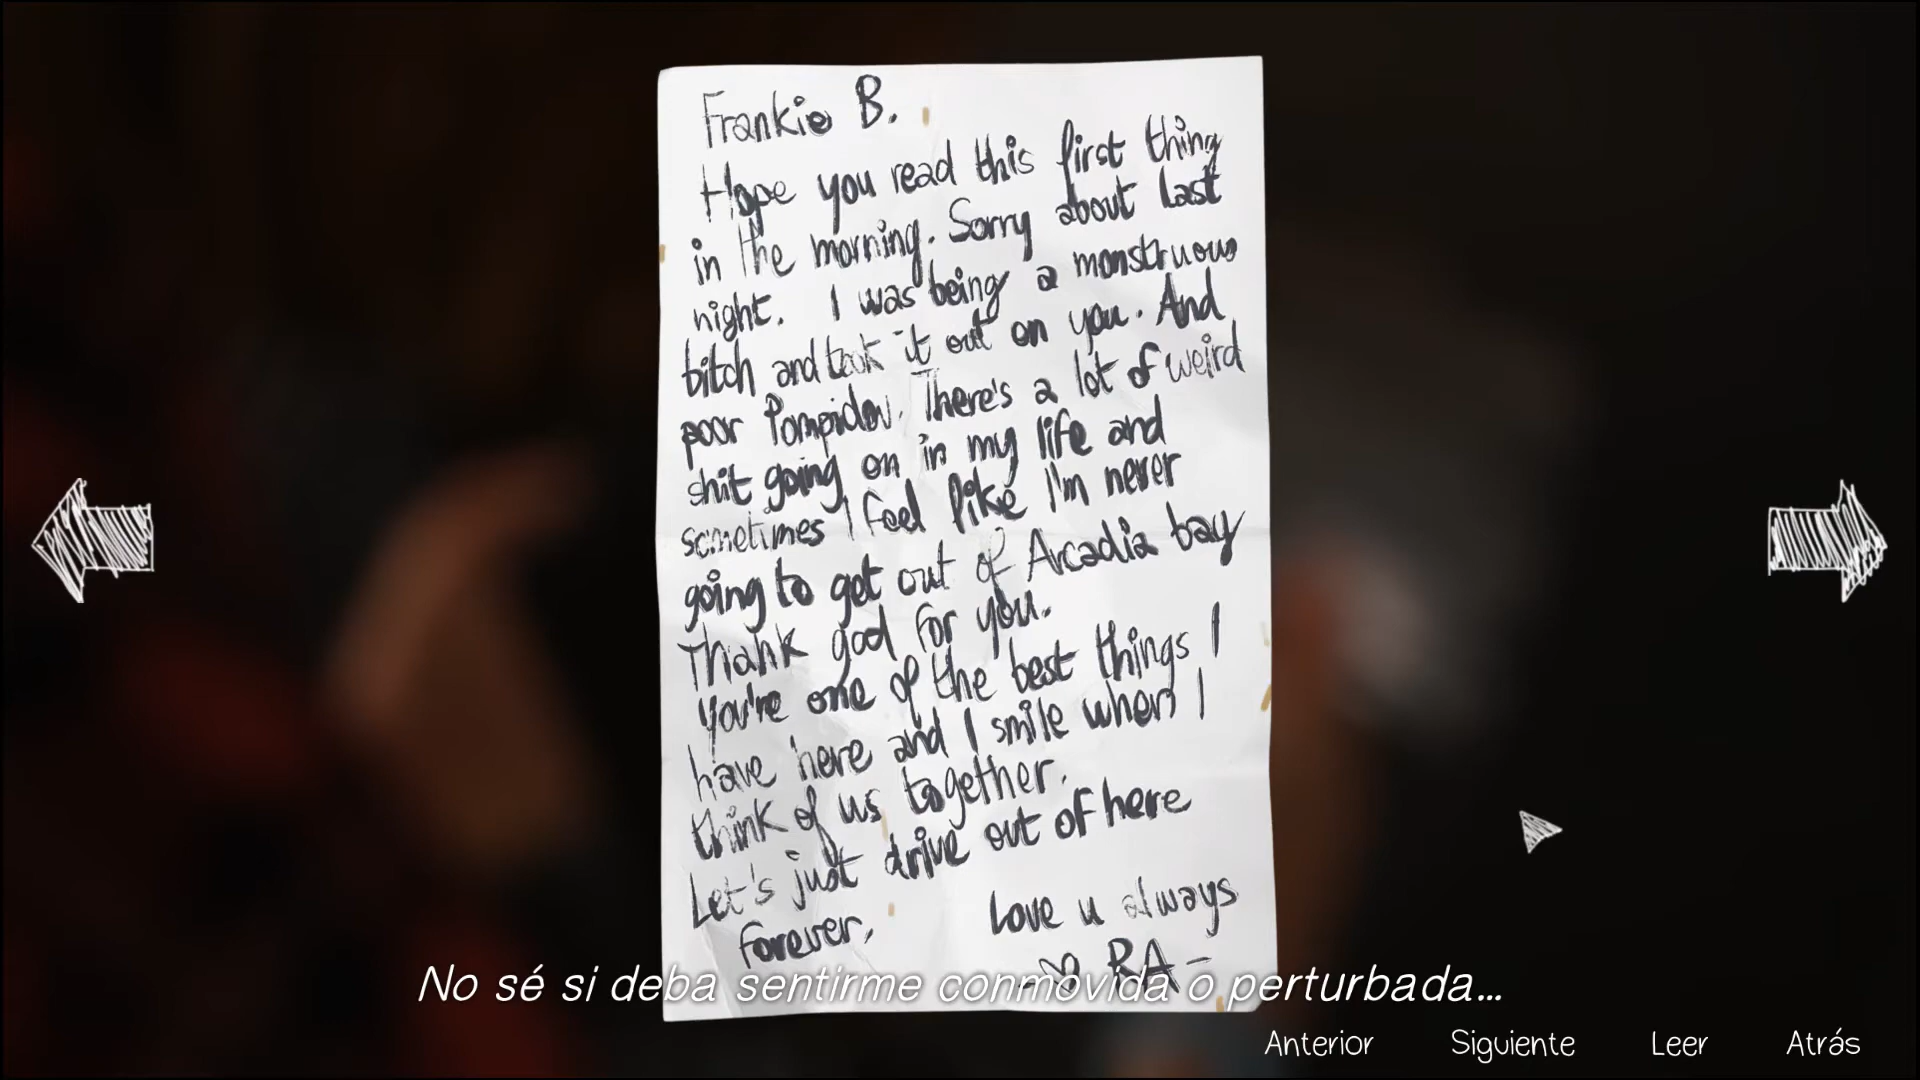 Frankie B.
Hope you read this first thing
in the morning. Sorry about last
night. I was being a monstruous
bitch and took it out on you. And
poor Pompidou. There's a lot of weird
shit going on in my life and
sometimes I feel like I'm never
going to get out of Arcadia bay
Thank god for you.
You're one of the best things I
have here and I smile when I
think of us together.
Let's just drive out of here
forever.
Love u always
- ♡ RA -
No sé si deba sentirme conmovida o perturbada...
Anterior Siguiente Leer Atrás